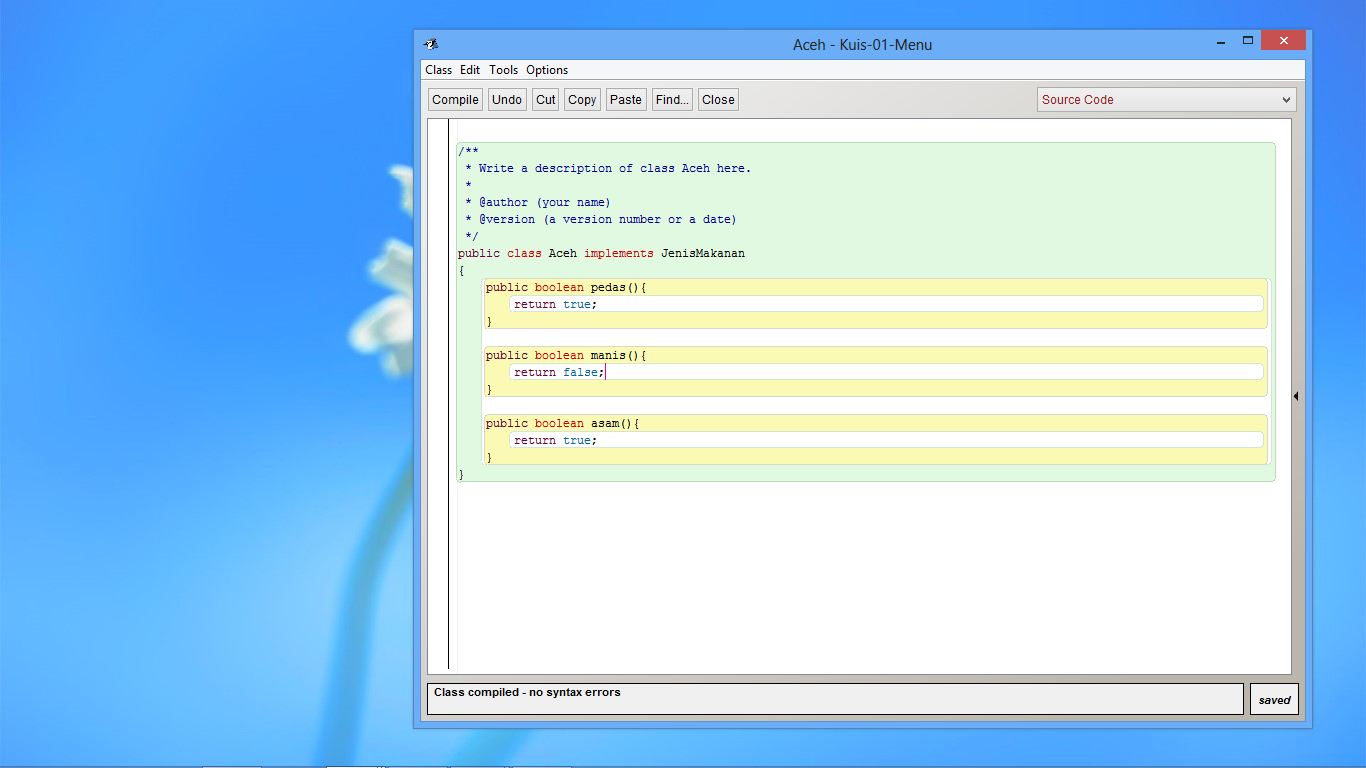 Aceh - Kuis-01-Menu
Class Edit Tools Options
Compile Undo Cut Copy Paste Find... Close Source Code
/**
 * Write a description of class Aceh here.
 *
 * @author (your name)
 * @version (a version number or a date)
 */
public class Aceh implements JenisMakanan
{
    public boolean pedas(){
        return true;
    }
    public boolean manis(){
        return false;
    }
    public boolean asam(){
        return true;
    }
}
Class compiled - no syntax errors
saved